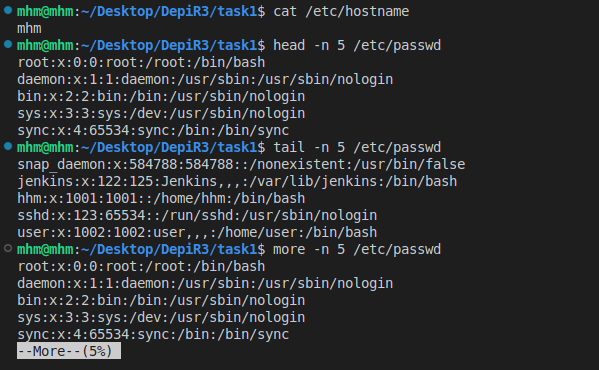 mhm@mhm:~/Desktop/DepiR3/task1$ cat /etc/hostname
mhm
mhm@mhm:~/Desktop/DepiR3/task1$ head -n 5 /etc/passwd
root:x:0:0:root:/root:/bin/bash
daemon:x:1:1:daemon:/usr/sbin:/usr/sbin/nologin
bin:x:2:2:bin:/bin:/usr/sbin/nologin
sys:x:3:3:sys:/dev:/usr/sbin/nologin
sync:x:4:65534:sync:/bin:/bin/sync
mhm@mhm:~/Desktop/DepiR3/task1$ tail -n 5 /etc/passwd
snap_daemon:x:584788:584788::/nonexistent:/usr/bin/false
jenkins:x:122:125:Jenkins,,,:/var/lib/jenkins:/bin/bash
hhm:x:1001:1001::/home/hhm:/bin/bash
sshd:x:123:65534::/run/sshd:/usr/sbin/nologin
user:x:1002:1002:user,,,:/home/user:/bin/bash
mhm@mhm:~/Desktop/DepiR3/task1$ more -n 5 /etc/passwd
root:x:0:0:root:/root:/bin/bash
daemon:x:1:1:daemon:/usr/sbin:/usr/sbin/nologin
bin:x:2:2:bin:/bin:/usr/sbin/nologin
sys:x:3:3:sys:/dev:/usr/sbin/nologin
sync:x:4:65534:sync:/bin:/bin/sync
--More--(5%)